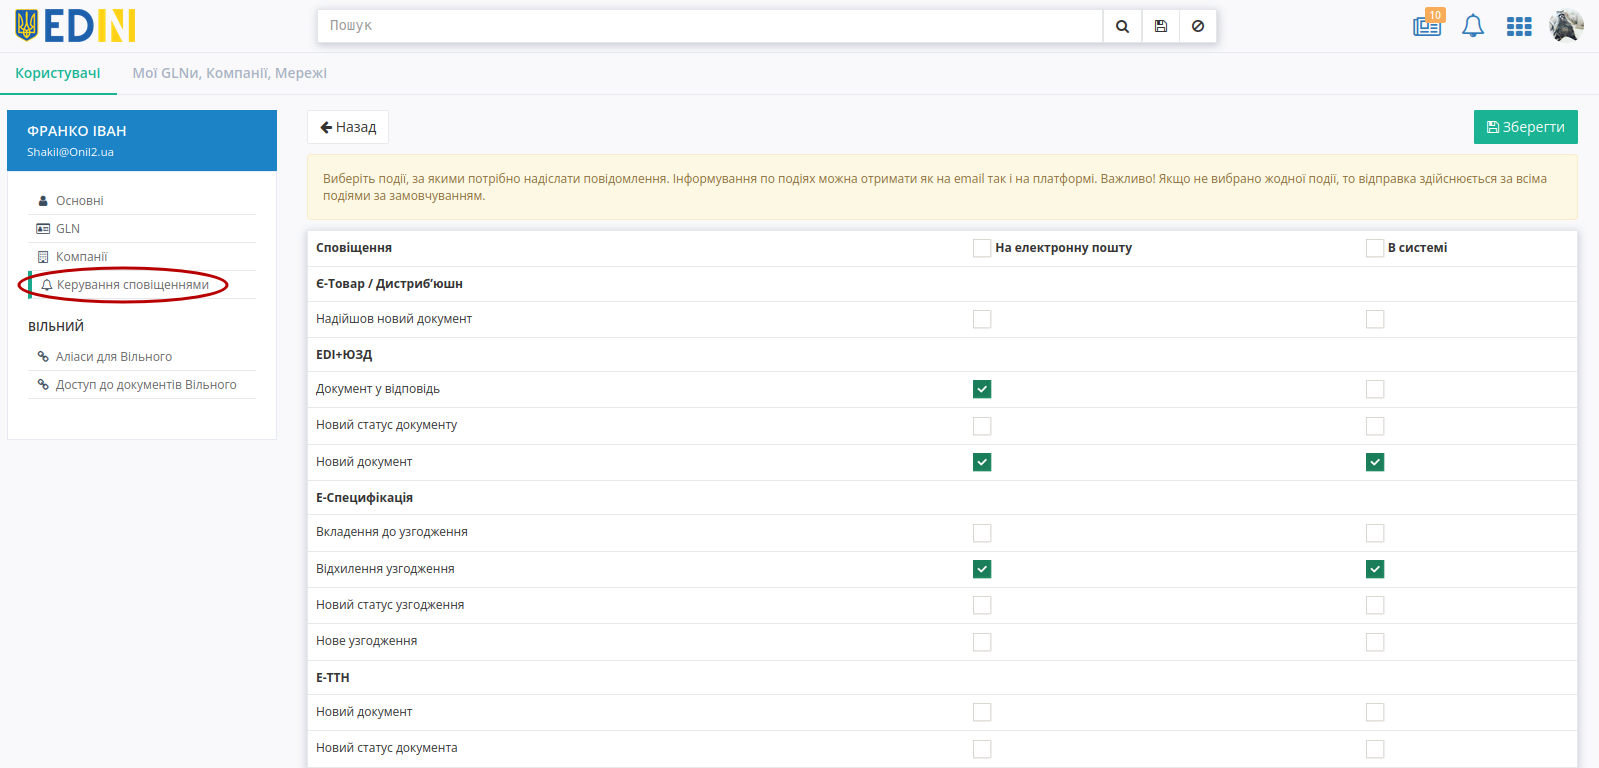 EDIN
Пошук
10
Користувачі
Мої GLNи, Компанії, Мережі
ФРАНКО ІВАН
Shakil@Onil2.ua
Основні
GLN
Компанії
Керування сповіщеннями
ВІЛЬНИЙ
Аліаси для Вільного
Доступ до документів Вільного
Назад
Зберегти
Виберіть події, за якими потрібно надіслати повідомлення. Інформування по подіях можна отримати як на email так і на платформі. Важливо! Якщо не вибрано жодної події, то відправка здійснюється за всіма
подіями за замовчуванням.
Сповіщення
На електронну пошту
В системі
Є-Товар / Дистриб’юшн
Надійшов новий документ
EDI+ЮЗД
Документ у відповідь
Новий статус документу
Новий документ
Е-Специфікація
Вкладення до узгодження
Відхилення узгодження
Новий статус узгодження
Нове узгодження
Е-ТТН
Новий документ
Новий статус документа